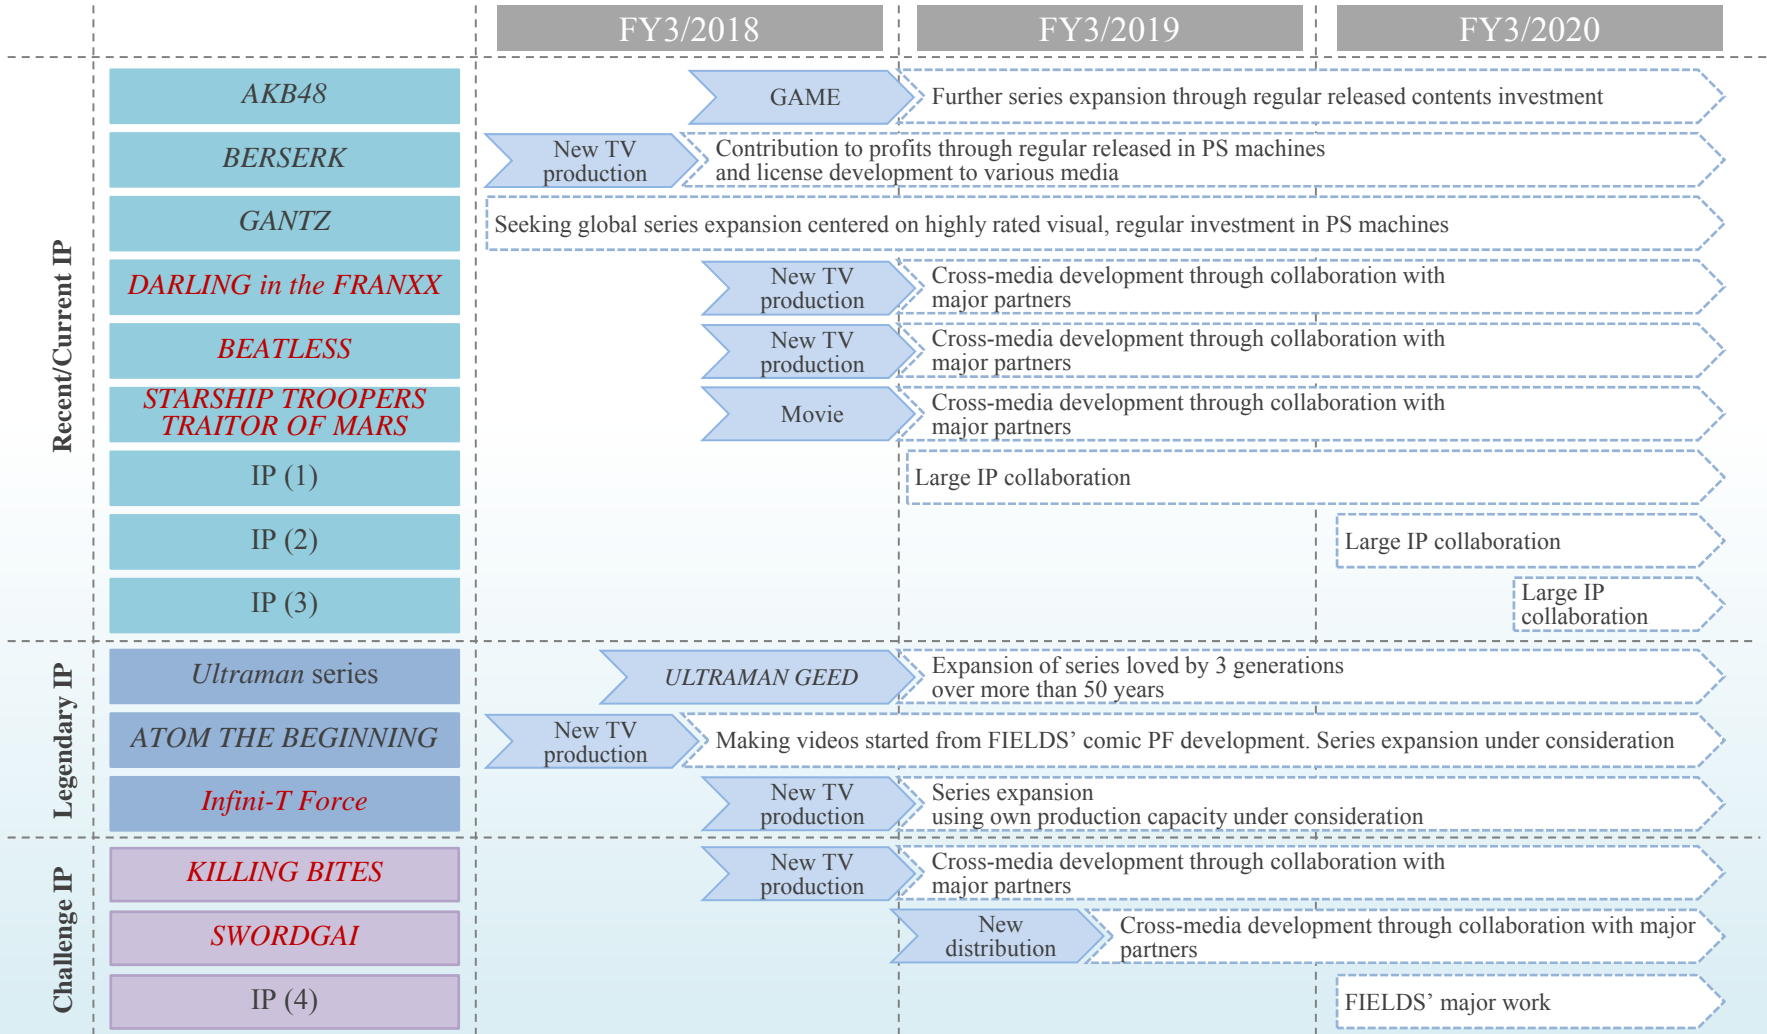 FY3/2018
FY3/2019
FY3/2020
Recent/Current IP
AKB48
GAME
Further series expansion through regular released contents investment
BERSERK
New TV
production
Contribution to profits through regular released in PS machines
and license development to various media
GANTZ
Seeking global series expansion centered on highly rated visual, regular investment in PS machines
DARLING in the FRANXX
New TV
production
Cross-media development through collaboration with
major partners
BEATLESS
New TV
production
Cross-media development through collaboration with
major partners
STARSHIP TROOPERS
TRAITOR OF MARS
Movie
Cross-media development through collaboration with
major partners
IP (1)
Large IP collaboration
IP (2)
Large IP collaboration
IP (3)
Large IP
collaboration
Legendary IP
Ultraman series
ULTRAMAN GEED
Expansion of series loved by 3 generations
over more than 50 years
ATOM THE BEGINNING
New TV
production
Making videos started from FIELDS’ comic PF development. Series expansion under consideration
Infini-T Force
New TV
production
Series expansion
using own production capacity under consideration
Challenge IP
KILLING BITES
New TV
production
Cross-media development through collaboration with
major partners
SWORDGAI
New
distribution
Cross-media development through collaboration with major
partners
IP (4)
FIELDS’ major work